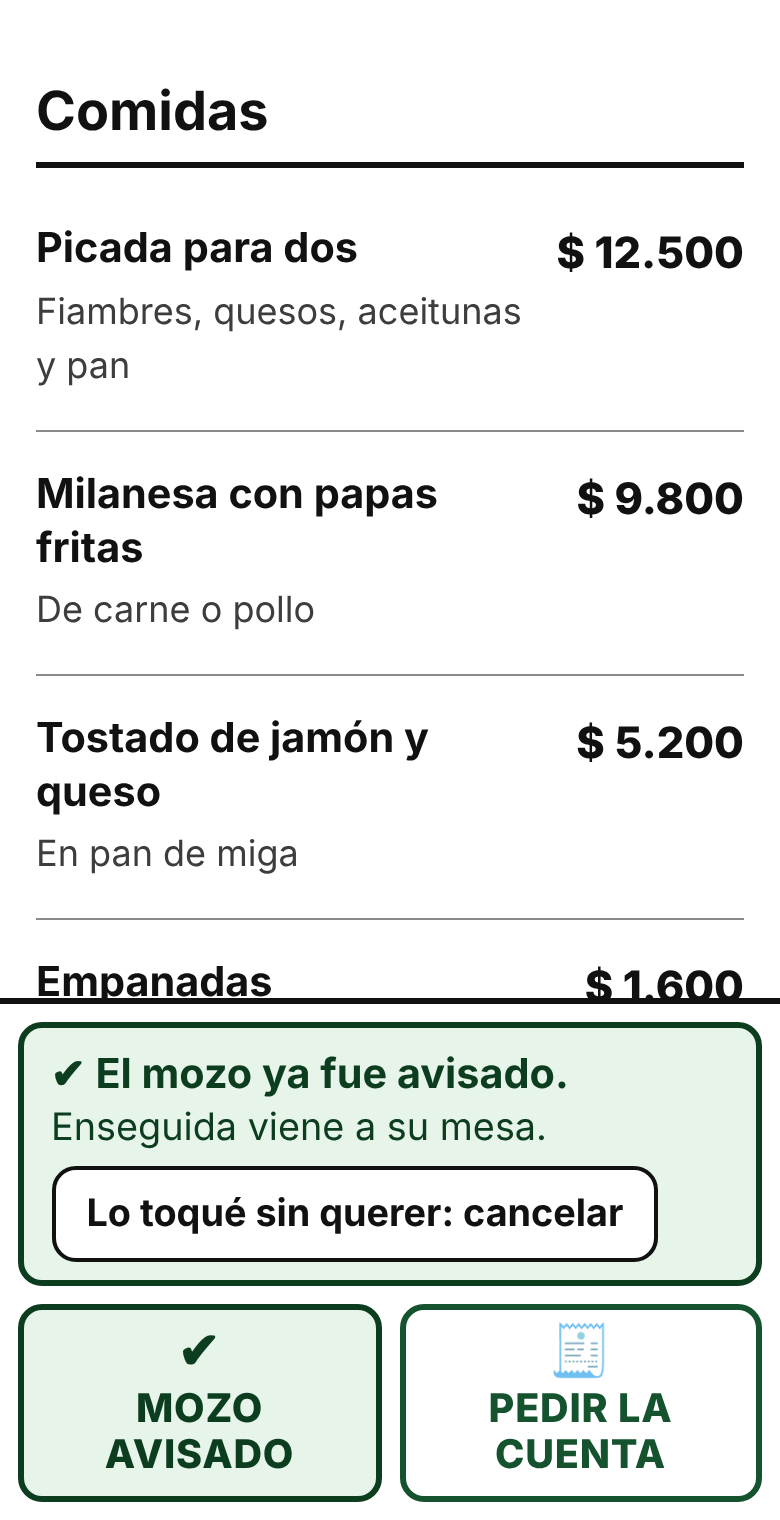 Comidas
Picada para dos
$ 12.500
Fiambres, quesos, aceitunas
y pan
Milanesa con papas
fritas
$ 9.800
De carne o pollo
Tostado de jamón y
queso
$ 5.200
En pan de miga
Empanadas
$ 1.600
✔ El mozo ya fue avisado.
Enseguida viene a su mesa.
Lo toqué sin querer: cancelar
✔
MOZO
AVISADO
PEDIR LA
CUENTA